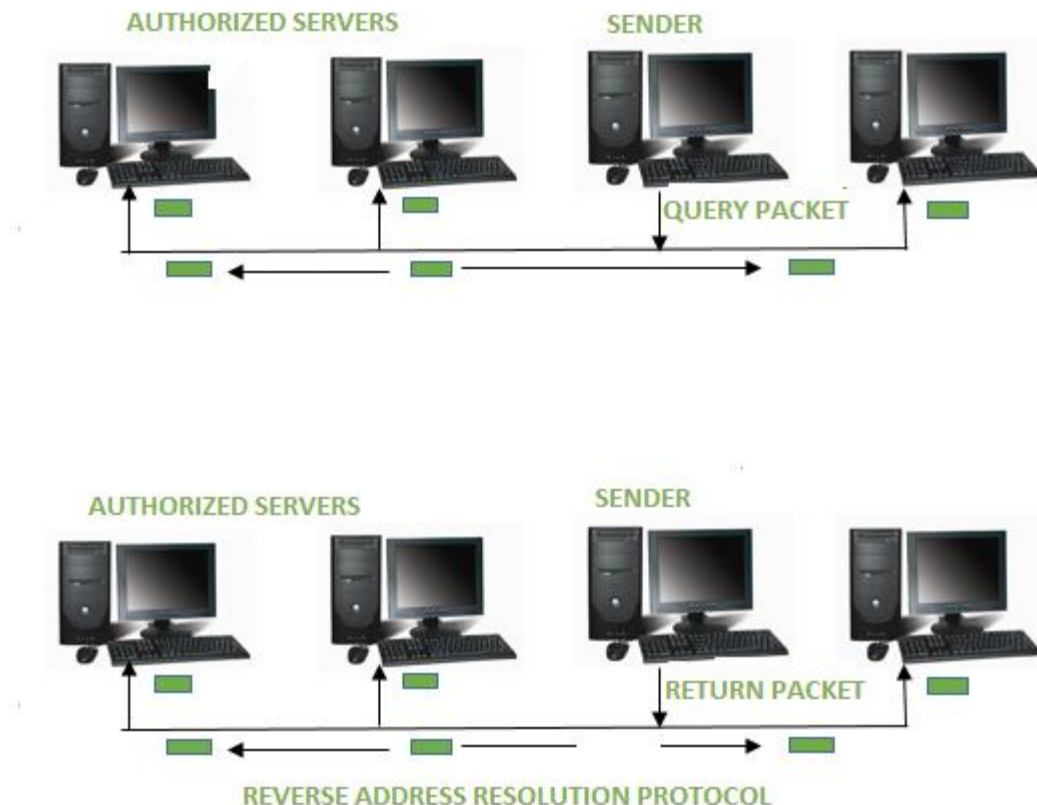 AUTHORIZED SERVERS
SENDER
QUERY PACKET
AUTHORIZED SERVERS
SENDER
RETURN PACKET
REVERSE ADDRESS RESOLUTION PROTOCOL